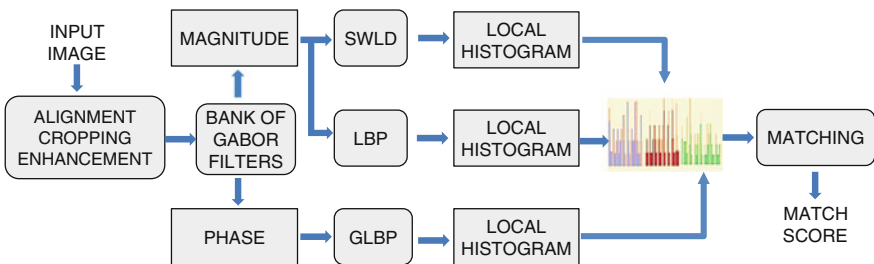 INPUT
IMAGE
ALIGNMENT
CROPPING
ENHANCEMENT
MAGNITUDE
BANK OF
GABOR
FILTERS
PHASE
SWLD
LBP
GLBP
LOCAL
HISTOGRAM
LOCAL
HISTOGRAM
LOCAL
HISTOGRAM
MATCHING
MATCH
SCORE